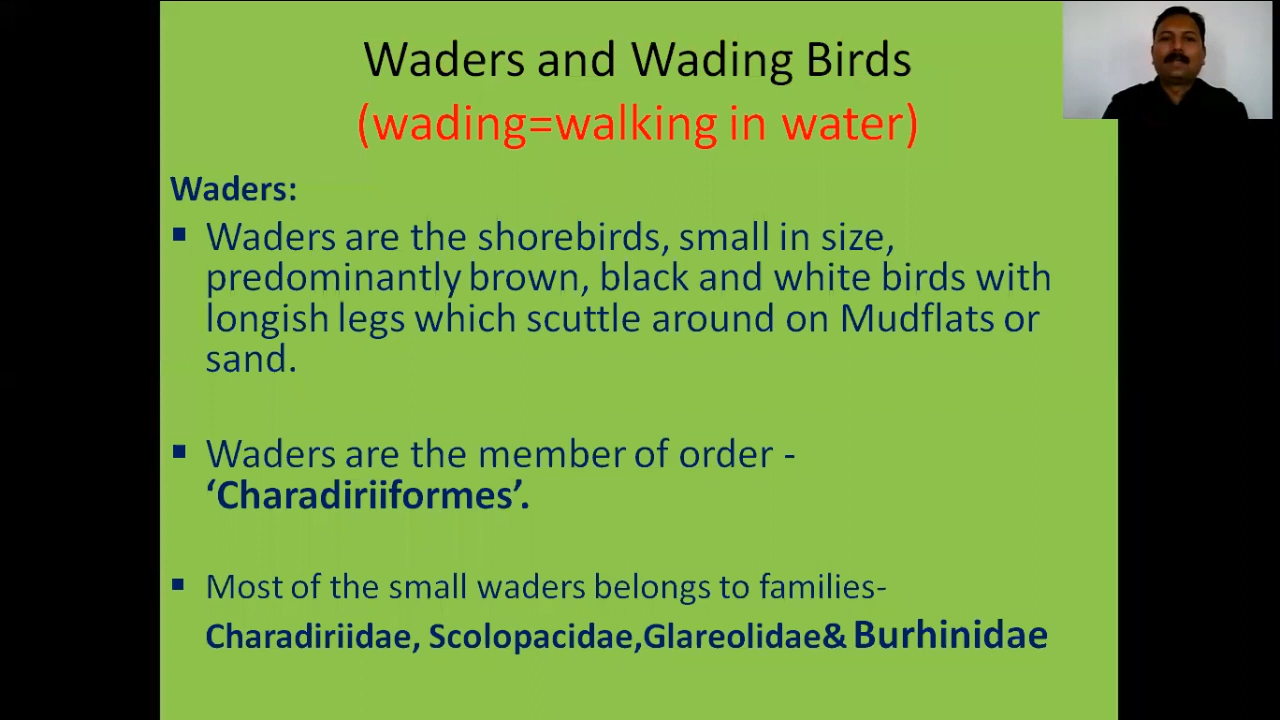 Waders and Wading Birds
(wading=walking in water)
Waders:
▪ Waders are the shorebirds, small in size,
predominantly brown, black and white birds with
longish legs which scuttle around on Mudflats or
sand.
▪ Waders are the member of order -
‘Charadiriiformes’.
▪ Most of the small waders belongs to families-
Charadiriidae, Scolopacidae,Glareolidae& Burhinidae